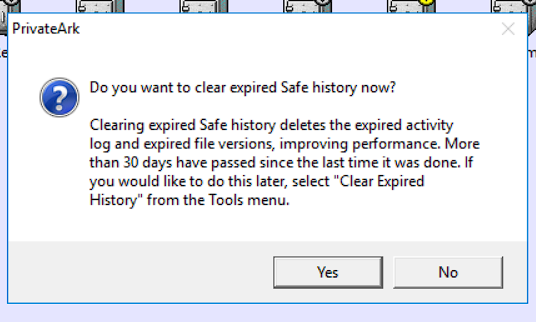 PrivateArk
Do you want to clear expired Safe history now?
Clearing expired Safe history deletes the expired activity
log and expired file versions, improving performance. More
than 30 days have passed since the last time it was done. If
you would like to do this later, select "Clear Expired
History" from the Tools menu.
Yes
No